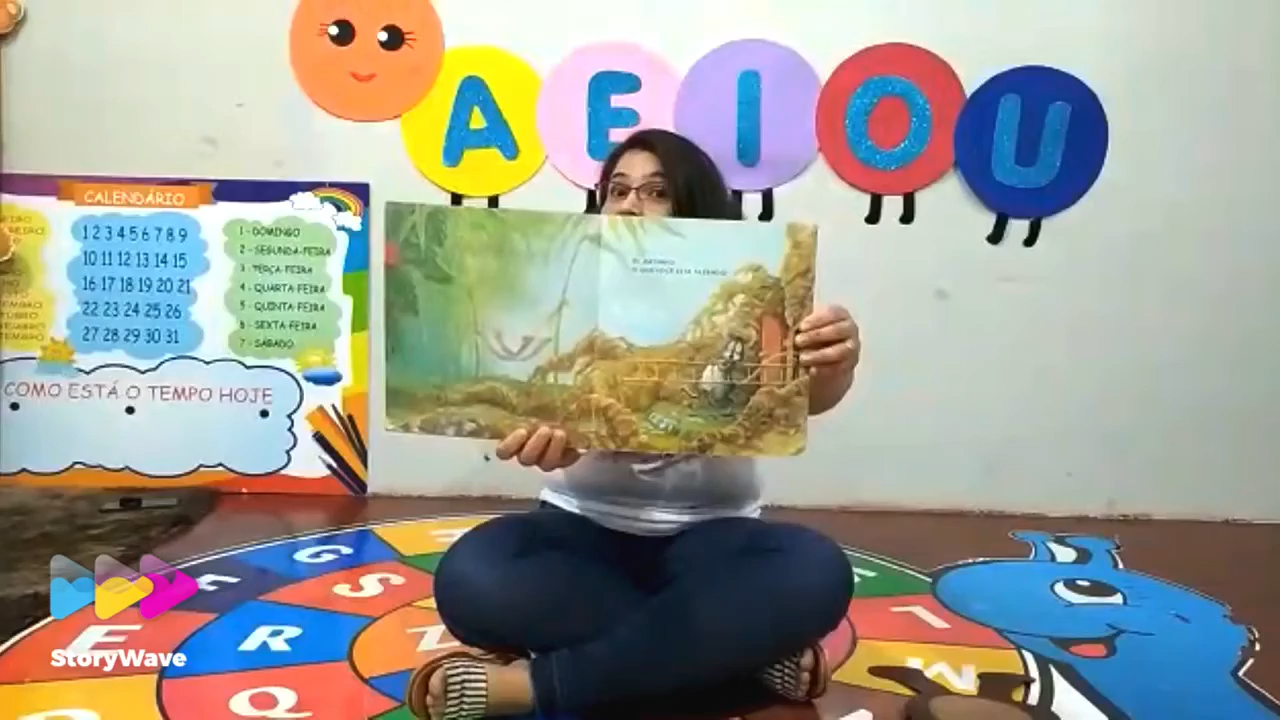 A E I O U
CALENDÁRIO
1 2 3 4 5 6 7 8 9
10 11 12 13 14 15
16 17 18 19 20 21
22 23 24 25 26
27 28 29 30 31
1 - DOMINGO
2 - SEGUNDA-FEIRA
3 - TERÇA-FEIRA
4 - QUARTA-FEIRA
5 - QUINTA-FEIRA
6 - SEXTA-FEIRA
7 - SÁBADO
COMO ESTÁ O TEMPO HOJE
G
F
S
E
R
Z
Q
L
M
StoryWave